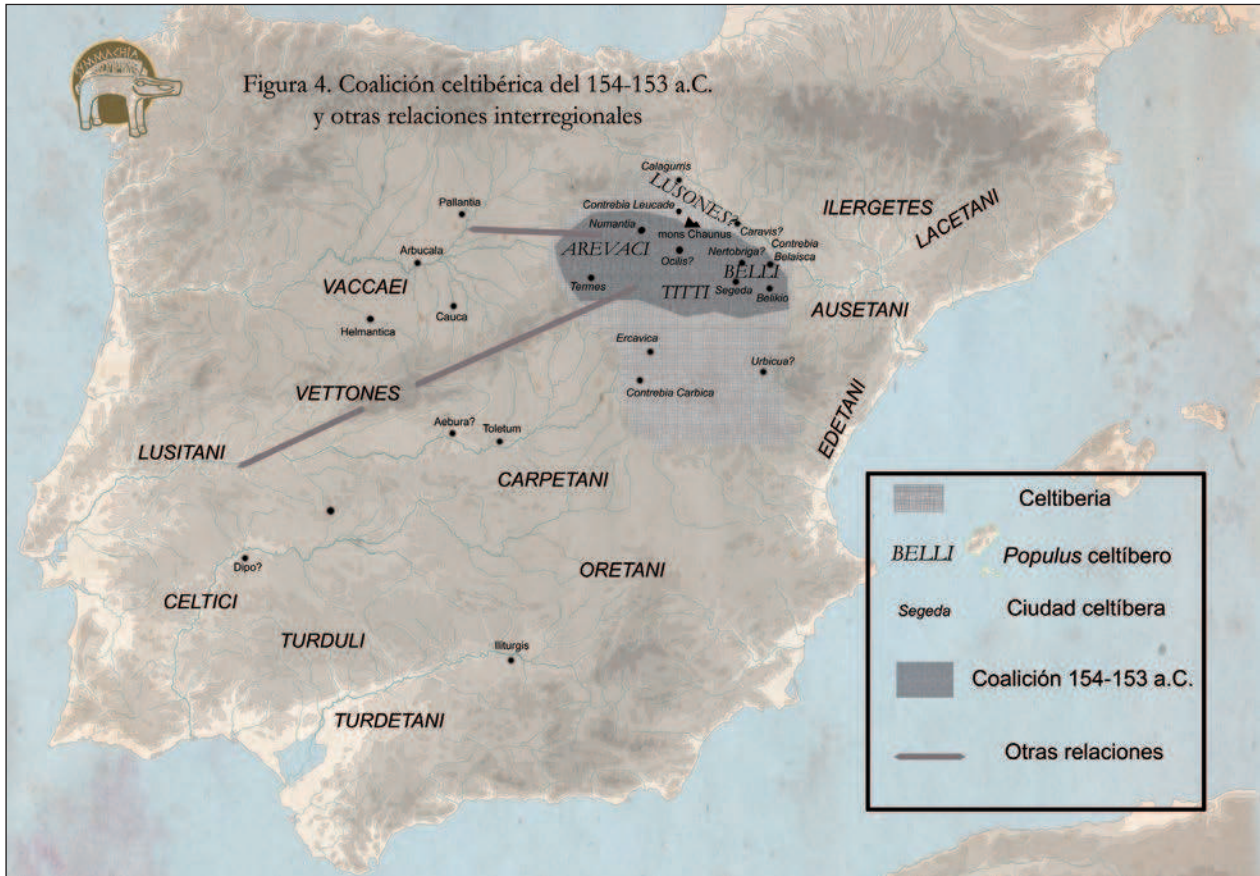 SYMMACHIA
Figura 4. Coalición celtibérica del 154-153 a.C.
y otras relaciones interregionales
Calagurris
LUSONES?
Pallantia
Contrebia Leucade
ILERGETES
LACETANI
Numantia
mons Chaunus
Caravis?
Arbucala
AREVACI
Ocilis?
Nertobriga?
Contrebia
Belaisca
VACCAEI
Termes
TITTI
BELLI
Segeda
Belikio
AUSETANI
Helmantica
Cauca
Ercavica
Urbicua?
VETTONES
Contrebia Carbica
EDETANI
Aebura?
Toletum
LUSITANI
CARPETANI
Dipo?
ORETANI
CELTICI
TURDULI
Iliturgis
TURDETANI
Celtiberia
BELLI
Populus celtíbero
Segeda
Ciudad celtíbera
Coalición 154-153 a.C.
Otras relaciones